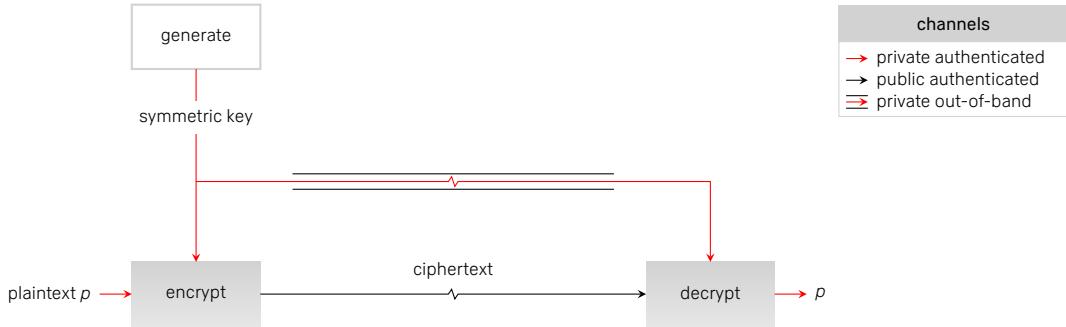 generate
channels
private authenticated
public authenticated
private out-of-band
symmetric key
ciphertext
plaintext p
encrypt
decrypt
p